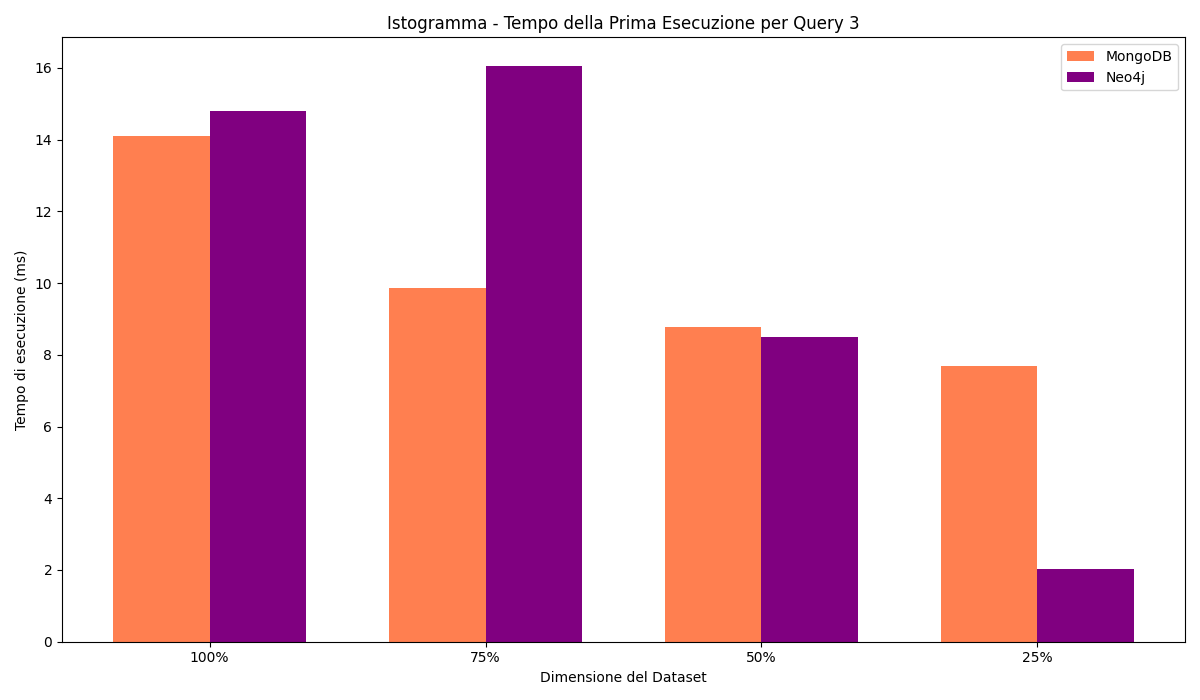 Istogramma - Tempo della Prima Esecuzione per Query 3
MongoDB
Neo4j
Tempo di esecuzione (ms)
16
14
12
10
8
6
4
2
0
100%
75%
50%
25%
Dimensione del Dataset